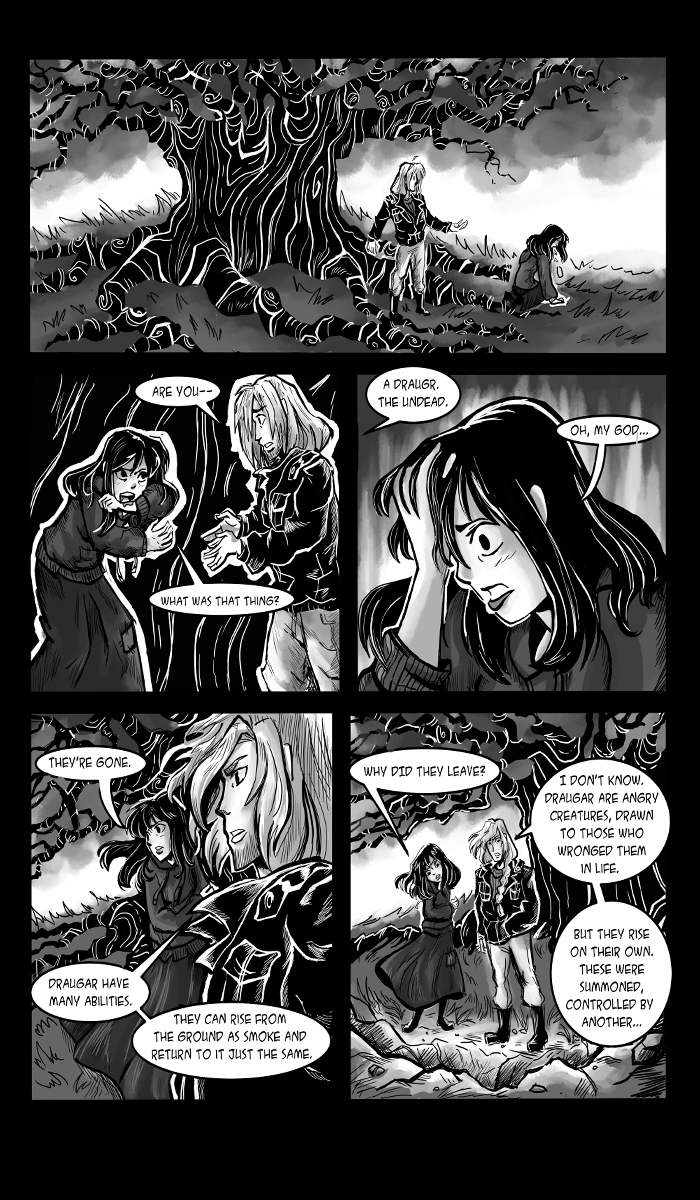 ARE YOU--
WHAT WAS THAT THING?
A DRAUGR.
THE UNDEAD.
OH, MY GOD...
THEY'RE GONE.
DRAUGAR HAVE
MANY ABILITIES.
THEY CAN RISE FROM
THE GROUND AS SMOKE AND
RETURN TO IT JUST THE SAME.
WHY DID THEY LEAVE?
I DON'T KNOW.
DRAUGAR ARE ANGRY
CREATURES, DRAWN
TO THOSE WHO
WRONGED THEM
IN LIFE.
BUT THEY RISE
ON THEIR OWN.
THESE WERE
SUMMONED,
CONTROLLED BY
ANOTHER...